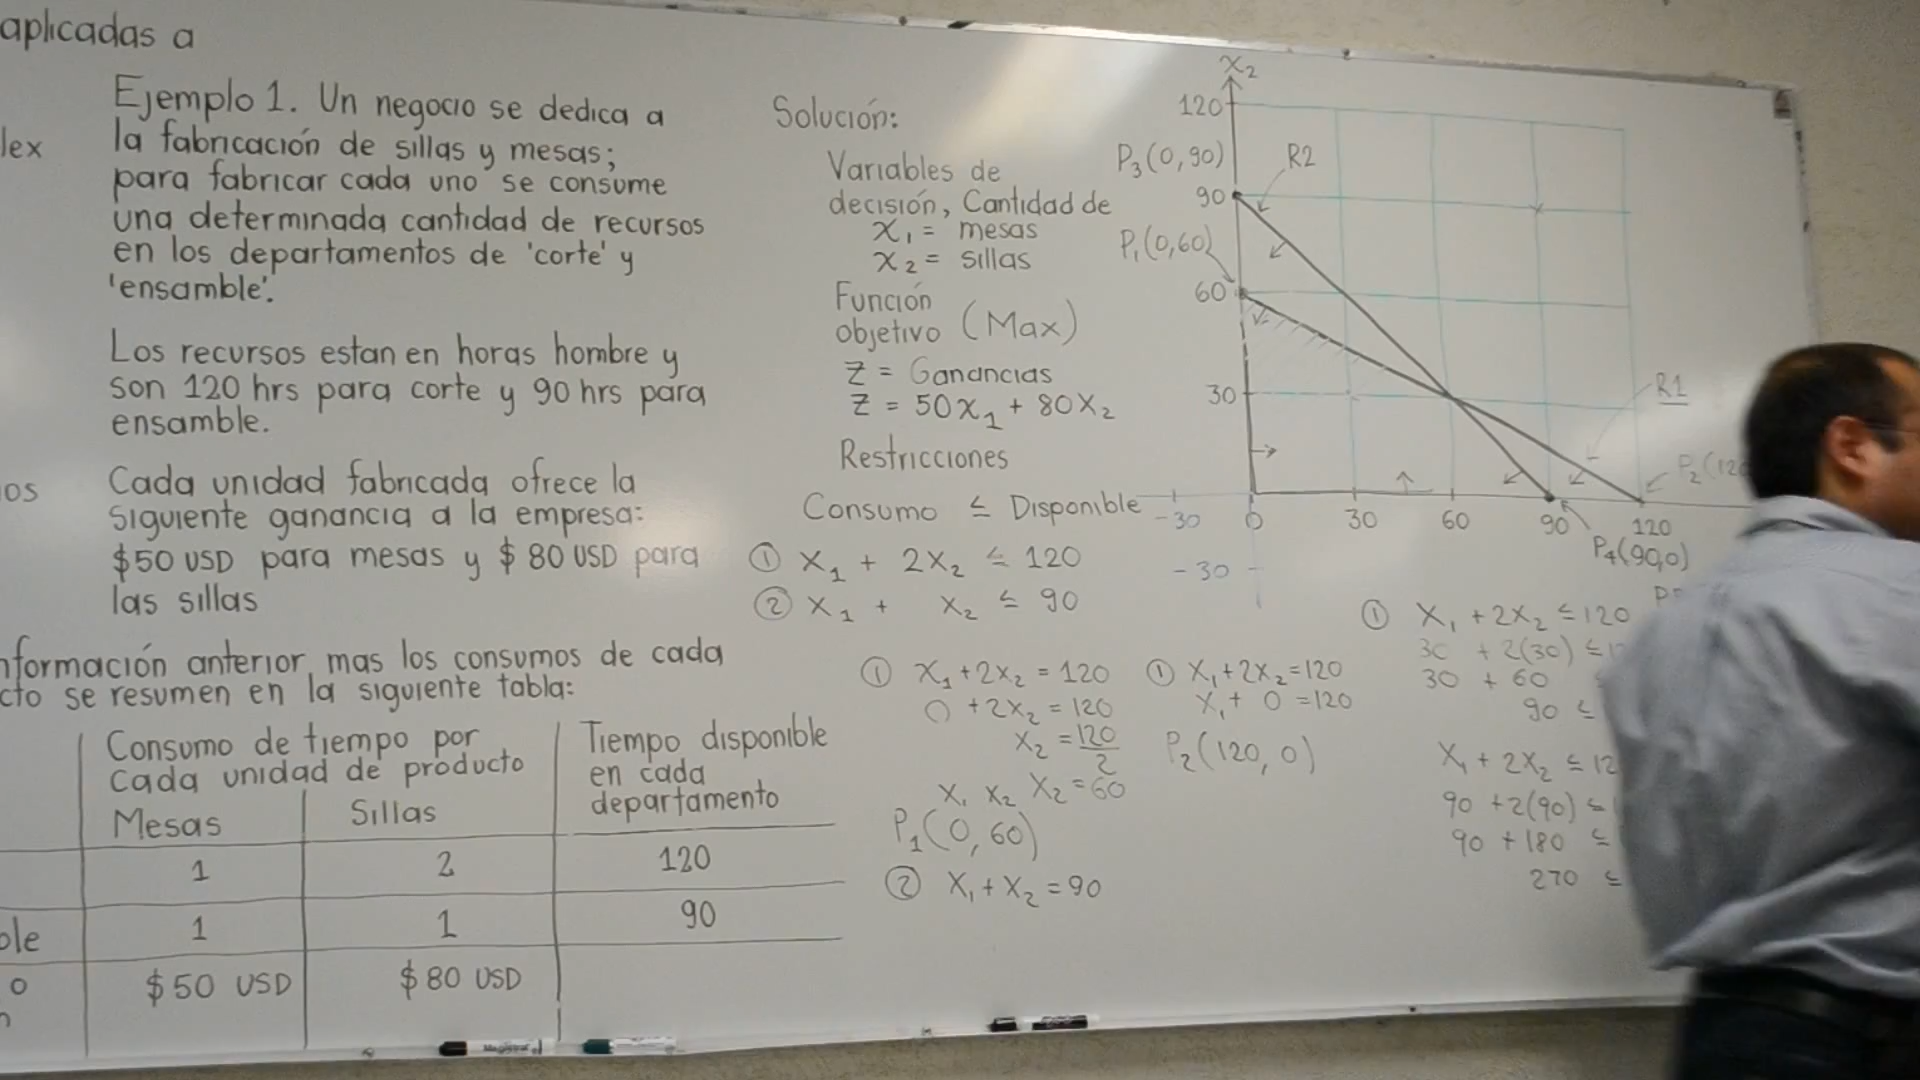 aplicadas a
lex
os
Ejemplo 1. Un negocio se dedica a
la fabricación de sillas y mesas;
para fabricar cada uno se consume
una determinada cantidad de recursos
en los departamentos de 'corte' y
'ensamble'.
Los recursos estan en horas hombre y
son 120 hrs para corte y 90 hrs para
ensamble.
Cada unidad fabricada ofrece la
siguiente ganancia a la empresa:
$50 USD para mesas y $80 USD para
las sillas
nformación anterior mas los consumos de cada
cto se resumen en la siguiente tabla:
Consumo de tiempo por
cada unidad de producto
Mesas Sillas
Tiempo disponible
en cada
departamento
1 2 120
ble 1 1 90
o $50 USD $80 USD
Solución:
Variables de
decisión, Cantidad de
x₁ = mesas
x₂ = sillas
Función
objetivo (Max)
Z = Ganancias
Z = 50x₁ + 80x₂
Restricciones
Consumo ≤ Disponible
① x₁ + 2x₂ ≤ 120
② x₁ + x₂ ≤ 90
① x₁ + 2x₂ = 120
0 + 2x₂ = 120
x₂ = 120/2
x₁ x₂ x₂ = 60
P₁(0, 60)
② x₁ + x₂ = 90
① x₁ + 2x₂ = 120
x₁ + 0 = 120
P₂(120, 0)
x₂
120
P₃(0, 90) R2
90
P₁(0,60)
60
30 R1
P₂(12
-30 0 30 60 90 120
P₄(90,0)
-30
① x₁ + 2x₂ ≤ 120
30 + 2(30) ≤ 1
30 + 60
90 ≤
x₁ + 2x₂ ≤ 12
90 + 2(90) ≤
90 + 180 ≤
270 ≤